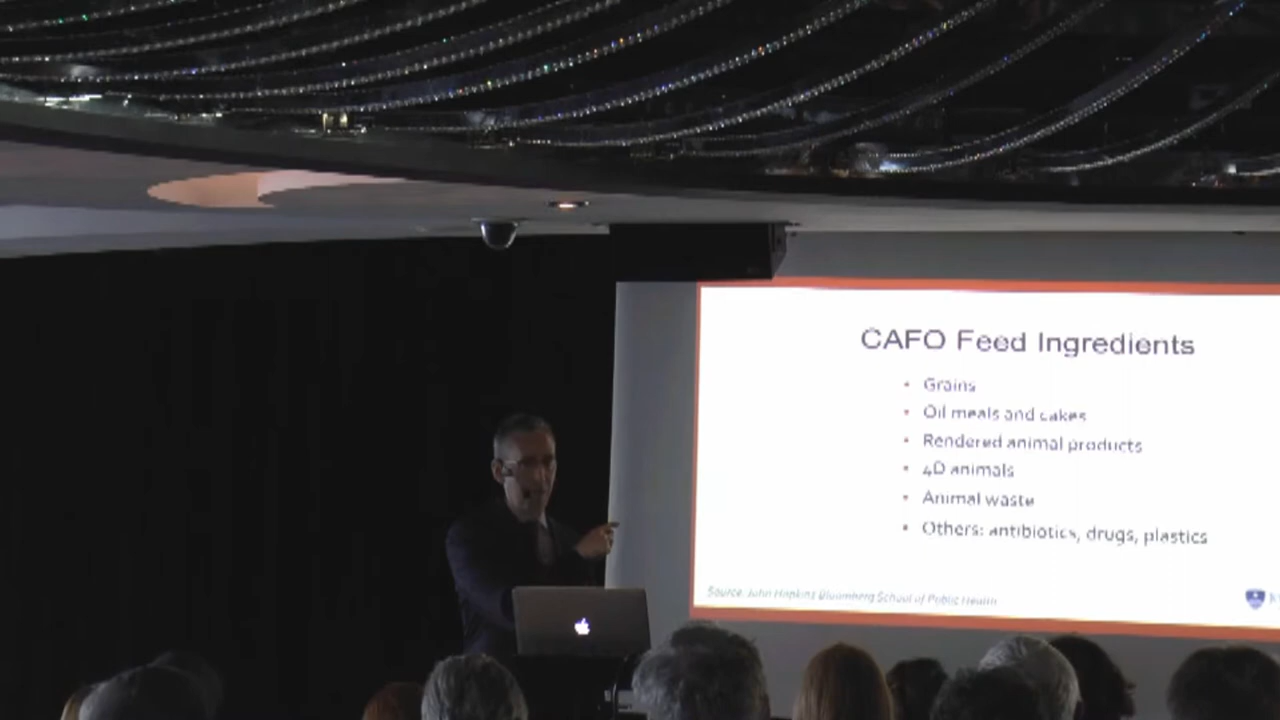 CAFO Feed Ingredients
• Grains
• Oil meals and cakes
• Rendered animal products
• 4D animals
• Animal waste
• Others: antibiotics, drugs, plastics
Source: John Hopkins Bloomberg School of Public Health